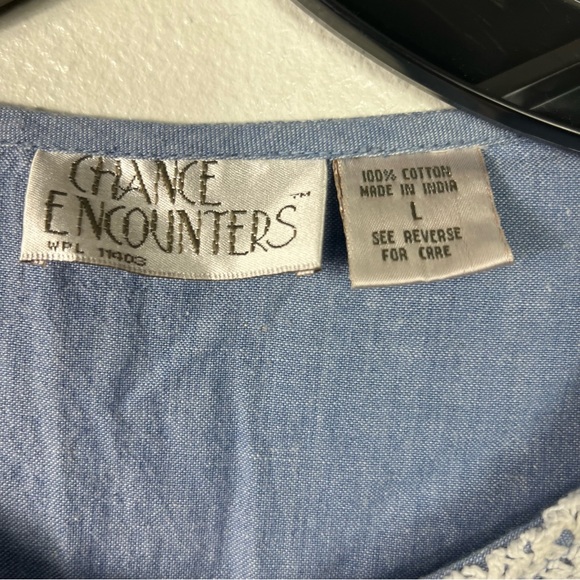 CHANCE
ENCOUNTERS™
WPL 11403
100% COTTON
MADE IN INDIA
L
SEE REVERSE
FOR CARE